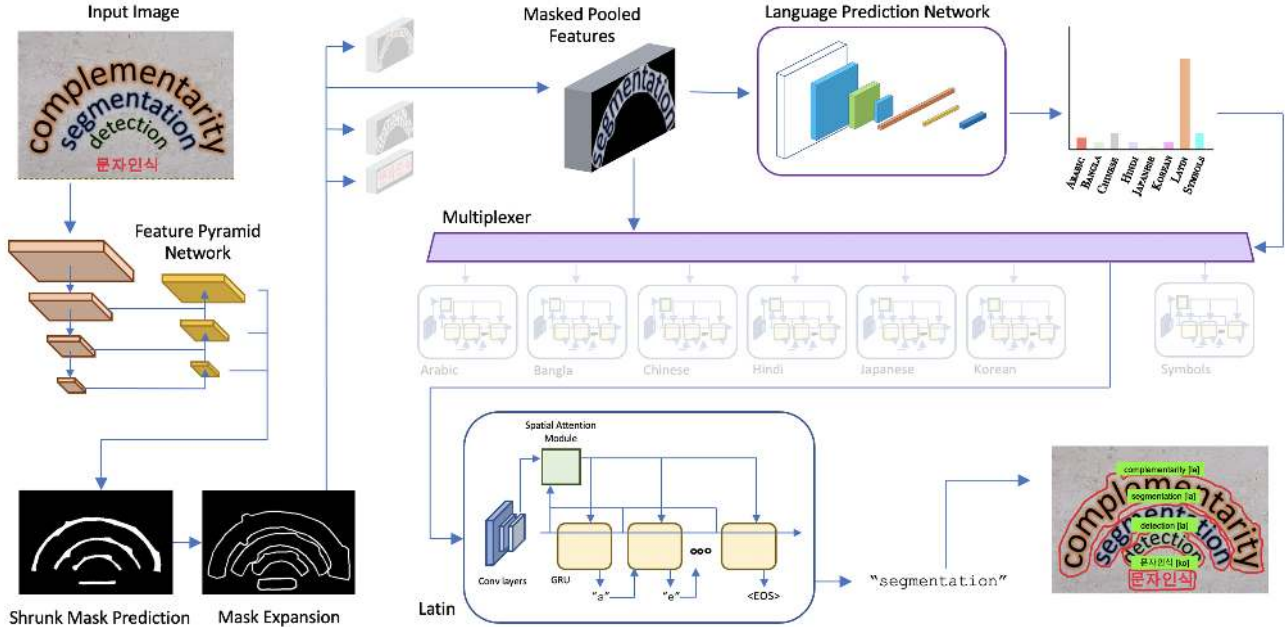 Input Image
complementarity
segmentation
detection
문자인식
Feature Pyramid
Network
Shrunk Mask Prediction
Mask Expansion
Masked Pooled
Features
segmentation
Language Prediction Network
ARABIC
BANGLA
CHINESE
HINDI
JAPANESE
KOREAN
LATIN
SYMBOLS
Multiplexer
Arabic
Bangla
Chinese
Hindi
Japanese
Korean
Symbols
Spatial Attention
Module
Conv layers
GRU
"a"
"e"
<EOS>
Latin
"segmentation"
complementarity [la]
segmentation [la]
detection [la]
문자인식 [ko]
complementarity
segmentation
detection
문자인식